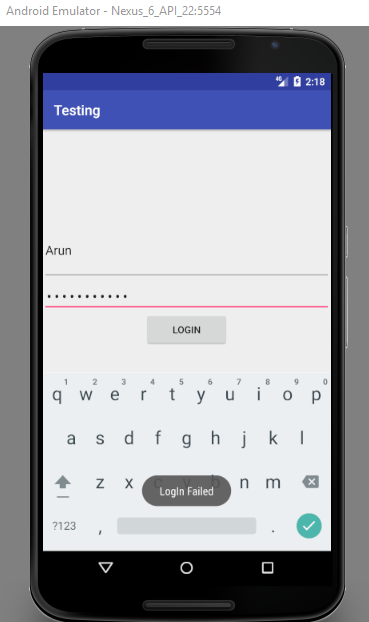 Android Emulator - Nexus_6_API_22:5554
4G 2:18
Testing
Arun
•••••••••••
LOGIN
1 2 3 4 5 6 7 8 9 0
q w e r t y u i o p
a s d f g h j k l
z x c v b n m
LogIn Failed
?123 , .